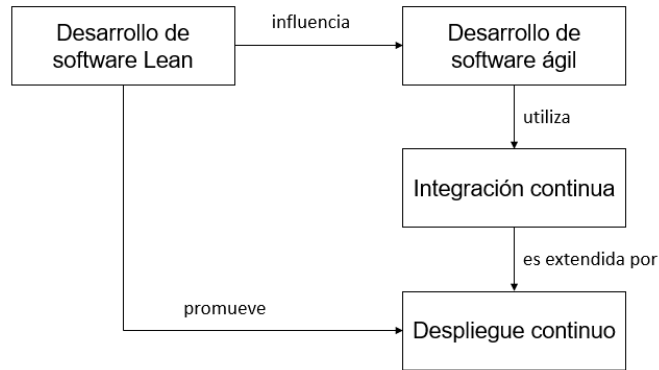 Desarrollo de
software Lean
influencia
Desarrollo de
software ágil
utiliza
Integración continua
es extendida por
promueve
Despliegue continuo